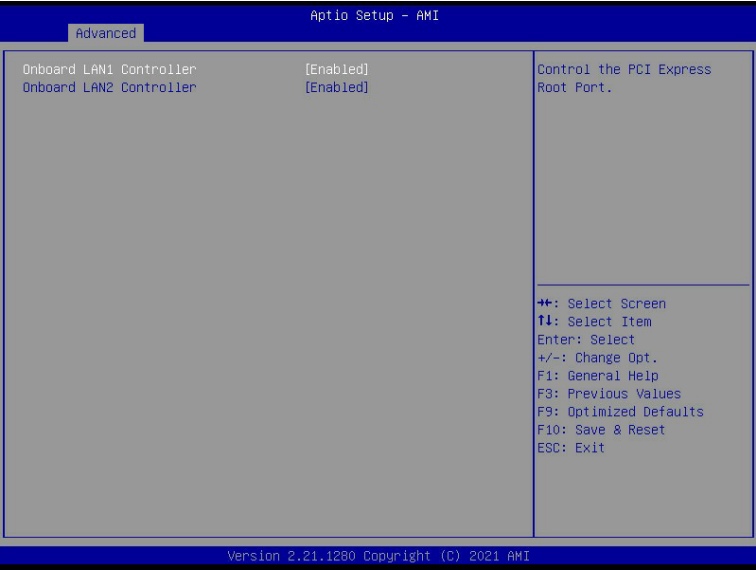 Aptio Setup – AMI
Advanced
Onboard LAN1 Controller [Enabled]
Onboard LAN2 Controller [Enabled]
Control the PCI Express
Root Port.
→←: Select Screen
↑↓: Select Item
Enter: Select
+/-: Change Opt.
F1: General Help
F3: Previous Values
F9: Optimized Defaults
F10: Save & Reset
ESC: Exit
Version 2.21.1280 Copyright (C) 2021 AMI